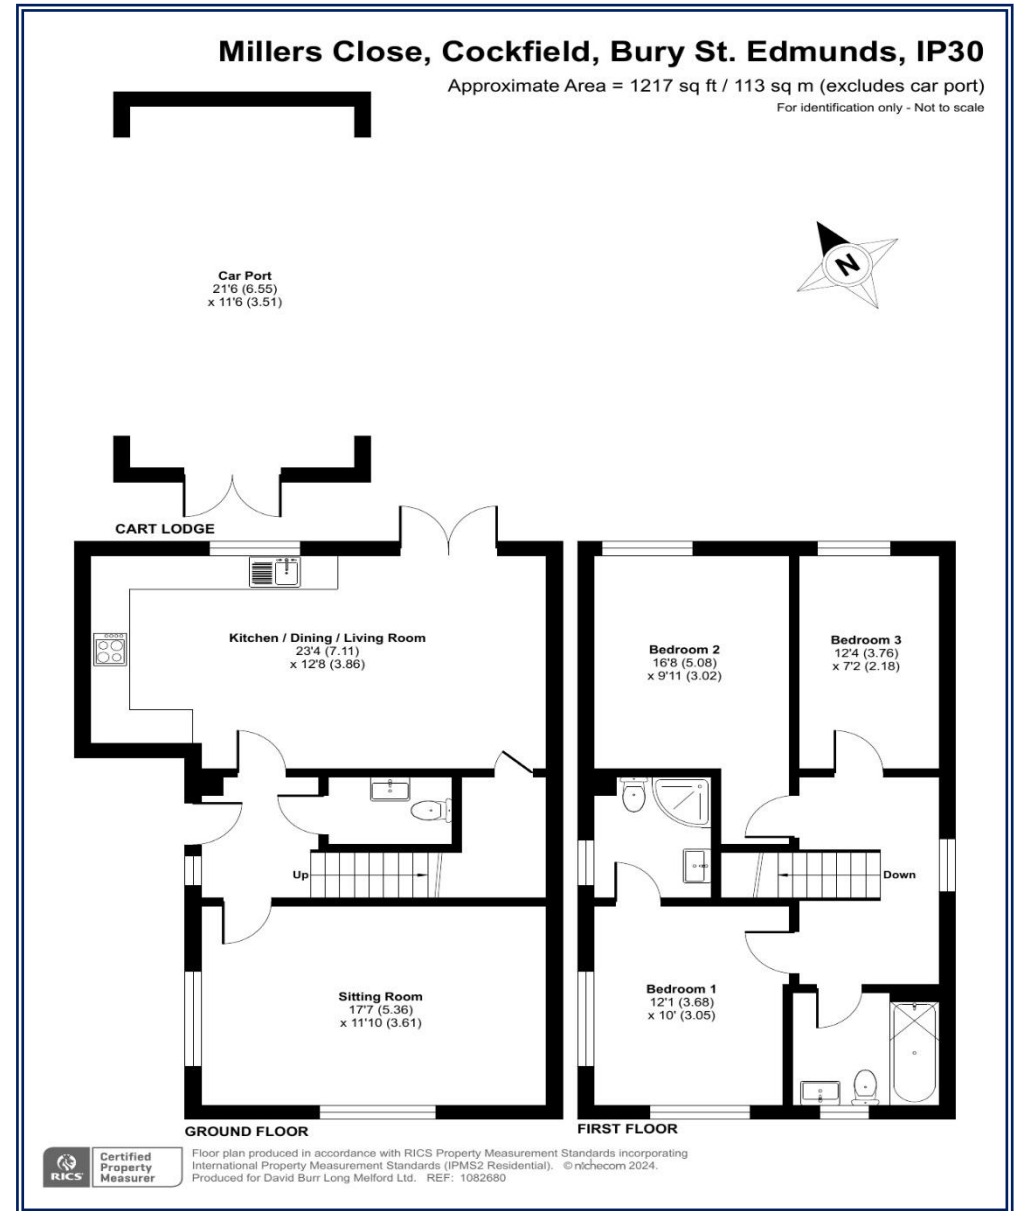 Millers Close, Cockfield, Bury St. Edmunds, IP30
Approximate Area = 1217 sq ft / 113 sq m (excludes car port)
For identification only - Not to scale
N
Car Port
21'6 (6.55)
x 11'6 (3.51)
CART LODGE
Kitchen / Dining / Living Room
23'4 (7.11)
x 12'8 (3.86)
Up
Sitting Room
17'7 (5.36)
x 11'10 (3.61)
GROUND FLOOR
Bedroom 2
16'8 (5.08)
x 9'11 (3.02)
Bedroom 3
12'4 (3.76)
x 7'2 (2.18)
Down
Bedroom 1
12'1 (3.68)
x 10' (3.05)
FIRST FLOOR
RICS
Certified
Property
Measurer
Floor plan produced in accordance with RICS Property Measurement Standards incorporating
International Property Measurement Standards (IPMS2 Residential). © ntchecom 2024.
Produced for David Burr Long Melford Ltd. REF: 1082680